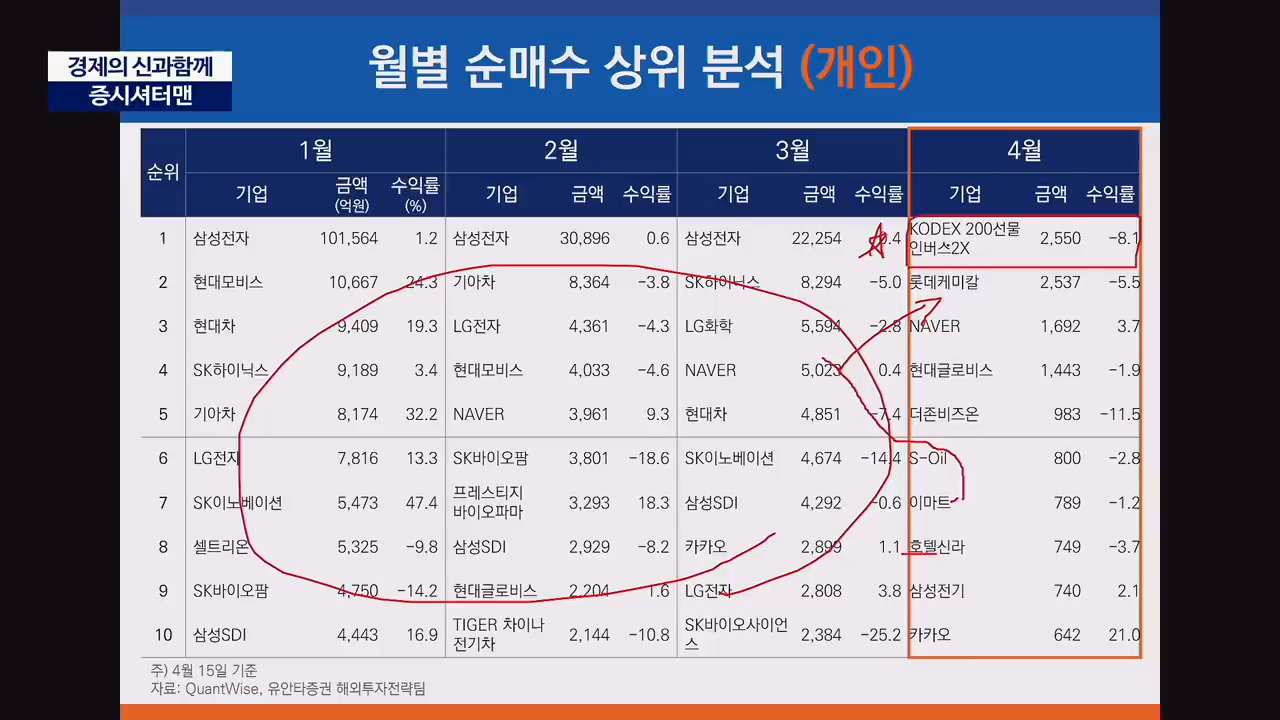 경제의 신과함께
증시셔터맨
월별 순매수 상위 분석 (개인)
순위 1월 2월 3월 4월
기업 금액 (억원) 수익률 (%) 기업 금액 수익률 기업 금액 수익률 기업 금액 수익률
1 삼성전자 101,564 1.2 삼성전자 30,896 0.6 삼성전자 22,254 KODEX 200선물 인버스2X 2,550 −8.1
2 현대모비스 10,667 24.3 기아차 8,364 −3.8 SK하이닉스 8,294 −5.0 롯데케미칼 2,537 −5.5
3 현대차 9,409 19.3 LG전자 4,361 −4.3 LG화학 5,594 −2.8 NAVER 1,692 3.7
4 SK하이닉스 9,189 3.4 현대모비스 4,033 −4.6 NAVER 5,023 0.4 현대글로비스 1,443 −1.9
5 기아차 8,174 32.2 NAVER 3,961 9.3 현대차 4,851 −7.4 더존비즈온 983 −11.5
6 LG전자 7,816 13.3 SK바이오팜 3,801 −18.6 SK이노베이션 4,674 −14.4 S-Oil 800 −2.8
7 SK이노베이션 5,473 47.4 프레스티지 바이오파마 3,293 18.3 삼성SDI 4,292 −0.6 이마트 789 −1.2
8 셀트리온 5,325 −9.8 삼성SDI 2,929 −8.2 카카오 2,899 1.1 호텔신라 749 −3.7
9 SK바이오팜 4,750 −14.2 현대글로비스 2,204 1.6 LG전자 2,808 3.8 삼성전기 740 2.1
10 삼성SDI 4,443 16.9 TIGER 차이나 전기차 2,144 −10.8 SK바이오사이언스 2,384 −25.2 카카오 642 21.0
주) 4월 15일 기준
자료: QuantWise, 유안타증권 해외투자전략팀